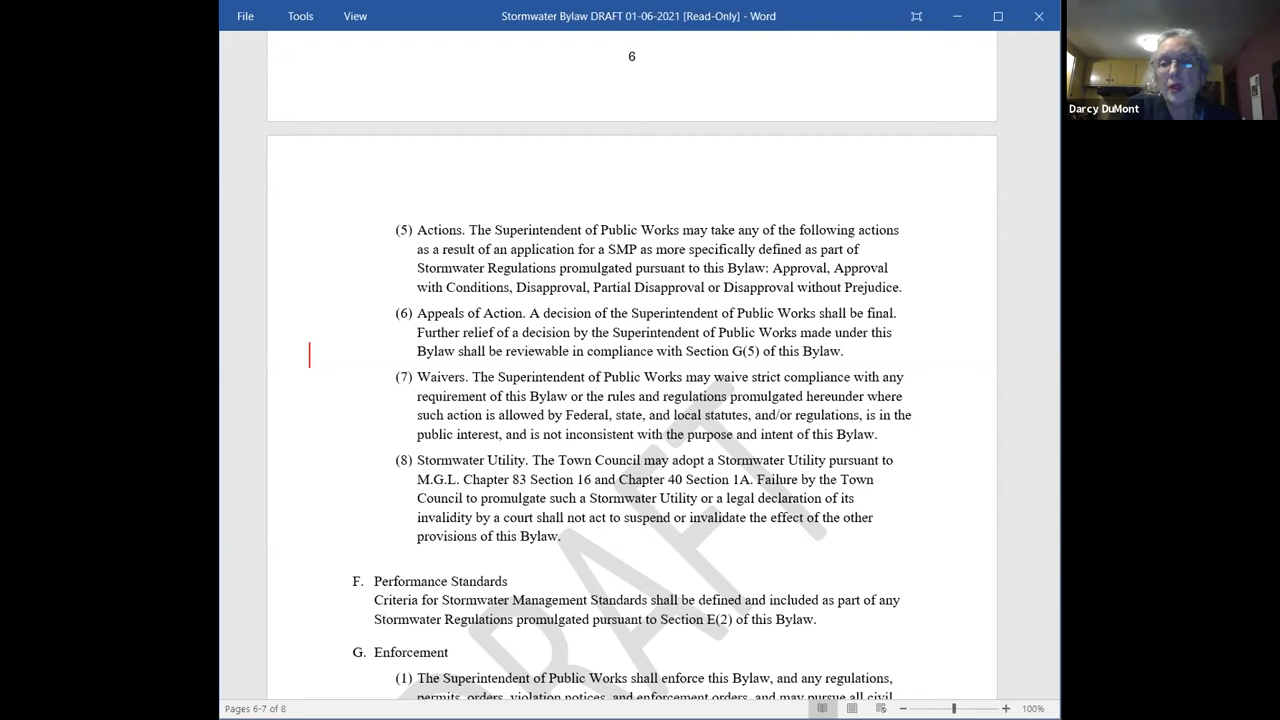 File Tools View Stormwater Bylaw DRAFT 01-06-2021 [Read-Only] - Word
Darcy DuMont
6
(5) Actions. The Superintendent of Public Works may take any of the following actions
as a result of an application for a SMP as more specifically defined as part of
Stormwater Regulations promulgated pursuant to this Bylaw: Approval, Approval
with Conditions, Disapproval, Partial Disapproval or Disapproval without Prejudice.
(6) Appeals of Action. A decision of the Superintendent of Public Works shall be final.
Further relief of a decision by the Superintendent of Public Works made under this
Bylaw shall be reviewable in compliance with Section G(5) of this Bylaw.
(7) Waivers. The Superintendent of Public Works may waive strict compliance with any
requirement of this Bylaw or the rules and regulations promulgated hereunder where
such action is allowed by Federal, state, and local statutes, and/or regulations, is in the
public interest, and is not inconsistent with the purpose and intent of this Bylaw.
(8) Stormwater Utility. The Town Council may adopt a Stormwater Utility pursuant to
M.G.L. Chapter 83 Section 16 and Chapter 40 Section 1A. Failure by the Town
Council to promulgate such a Stormwater Utility or a legal declaration of its
invalidity by a court shall not act to suspend or invalidate the effect of the other
provisions of this Bylaw.
DRAFT
F. Performance Standards
Criteria for Stormwater Management Standards shall be defined and included as part of any
Stormwater Regulations promulgated pursuant to Section E(2) of this Bylaw.
G. Enforcement
(1) The Superintendent of Public Works shall enforce this Bylaw, and any regulations,
permits, orders, violation notices, and enforcement orders, and may pursue all civil
Pages 6-7 of 8 100%